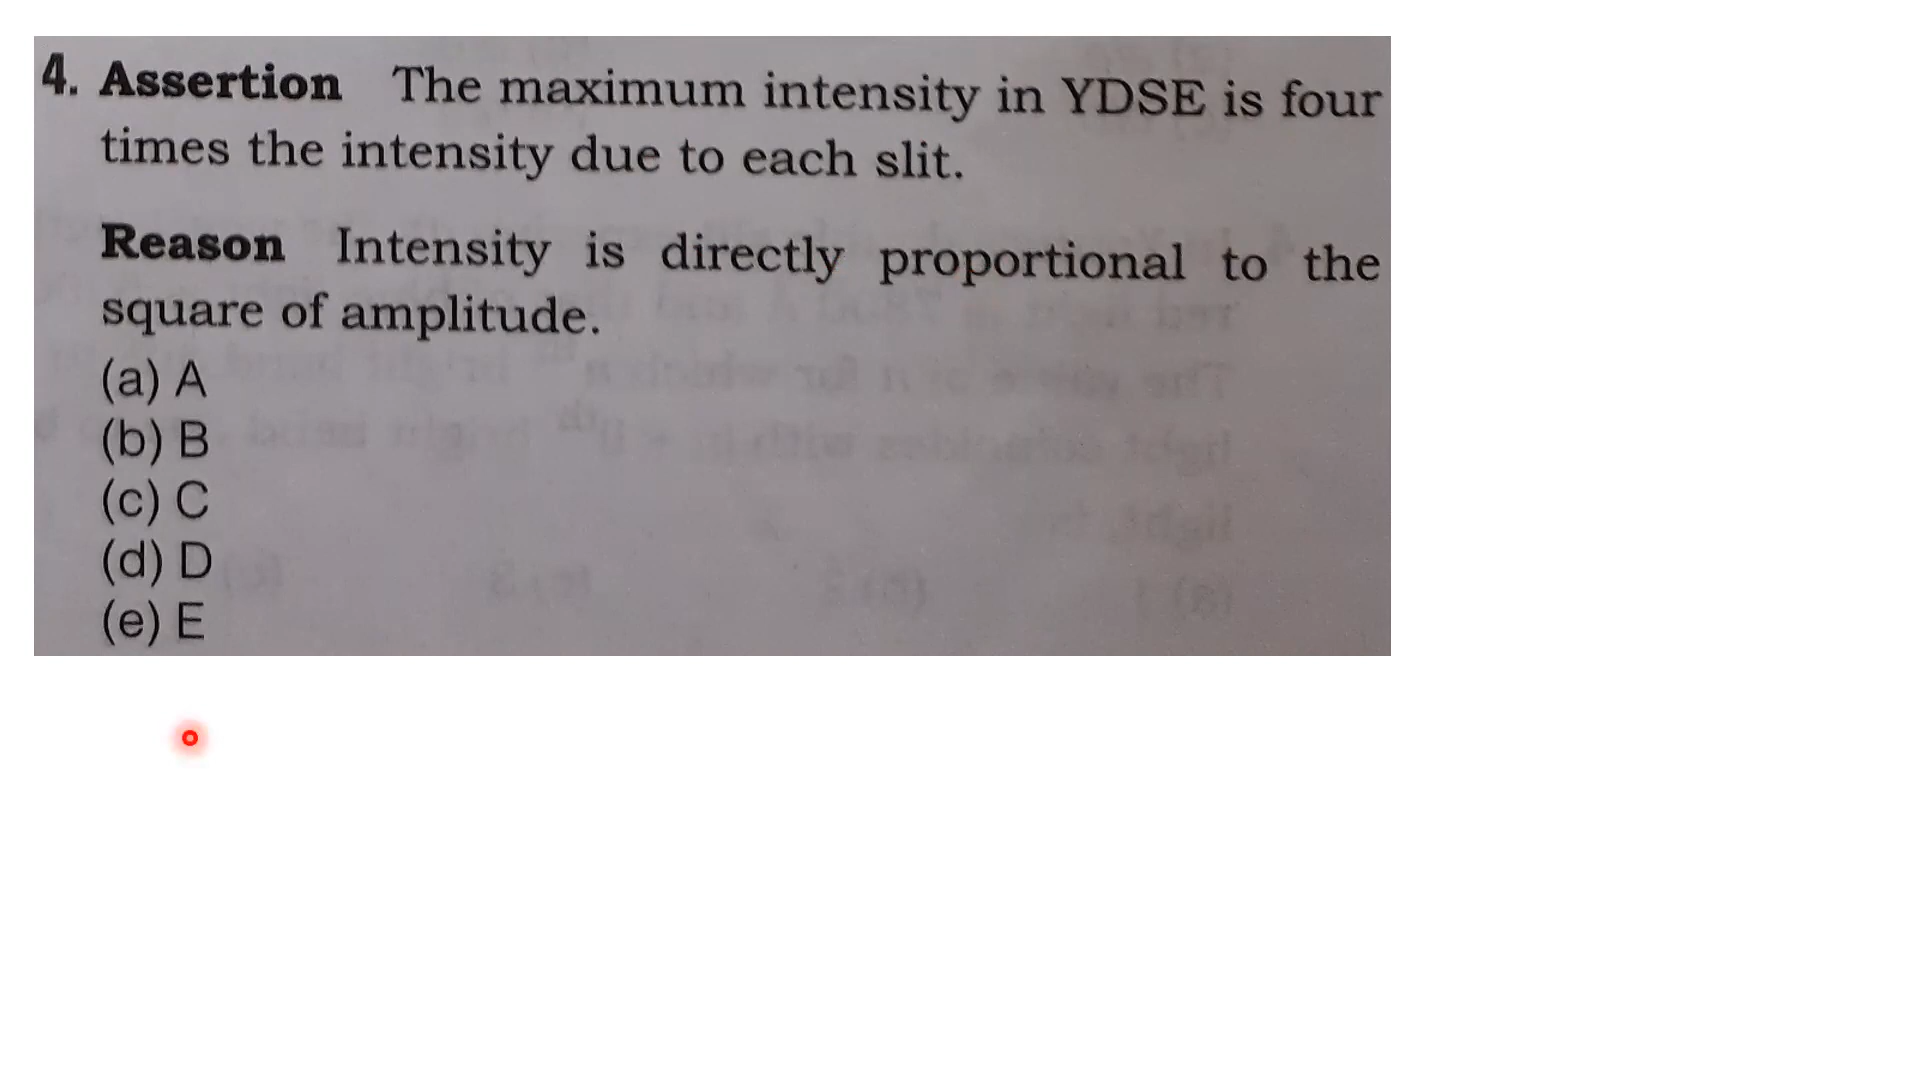 4. Assertion The maximum intensity in YDSE is four
times the intensity due to each slit.
Reason Intensity is directly proportional to the
square of amplitude.
(a) A
(b) B
(c) C
(d) D
(e) E